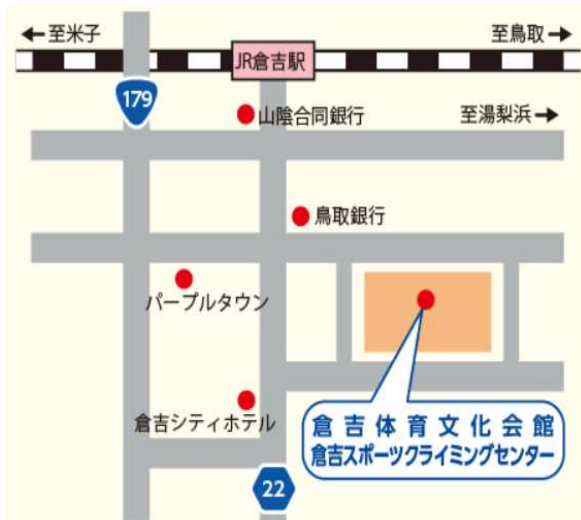 ←至米子
至鳥取→
JR倉吉駅
179
山陰合同銀行
至湯梨浜→
鳥取銀行
パープルタウン
倉吉シティホテル
倉吉体育文化会館
倉吉スポーツクライミングセンター
22